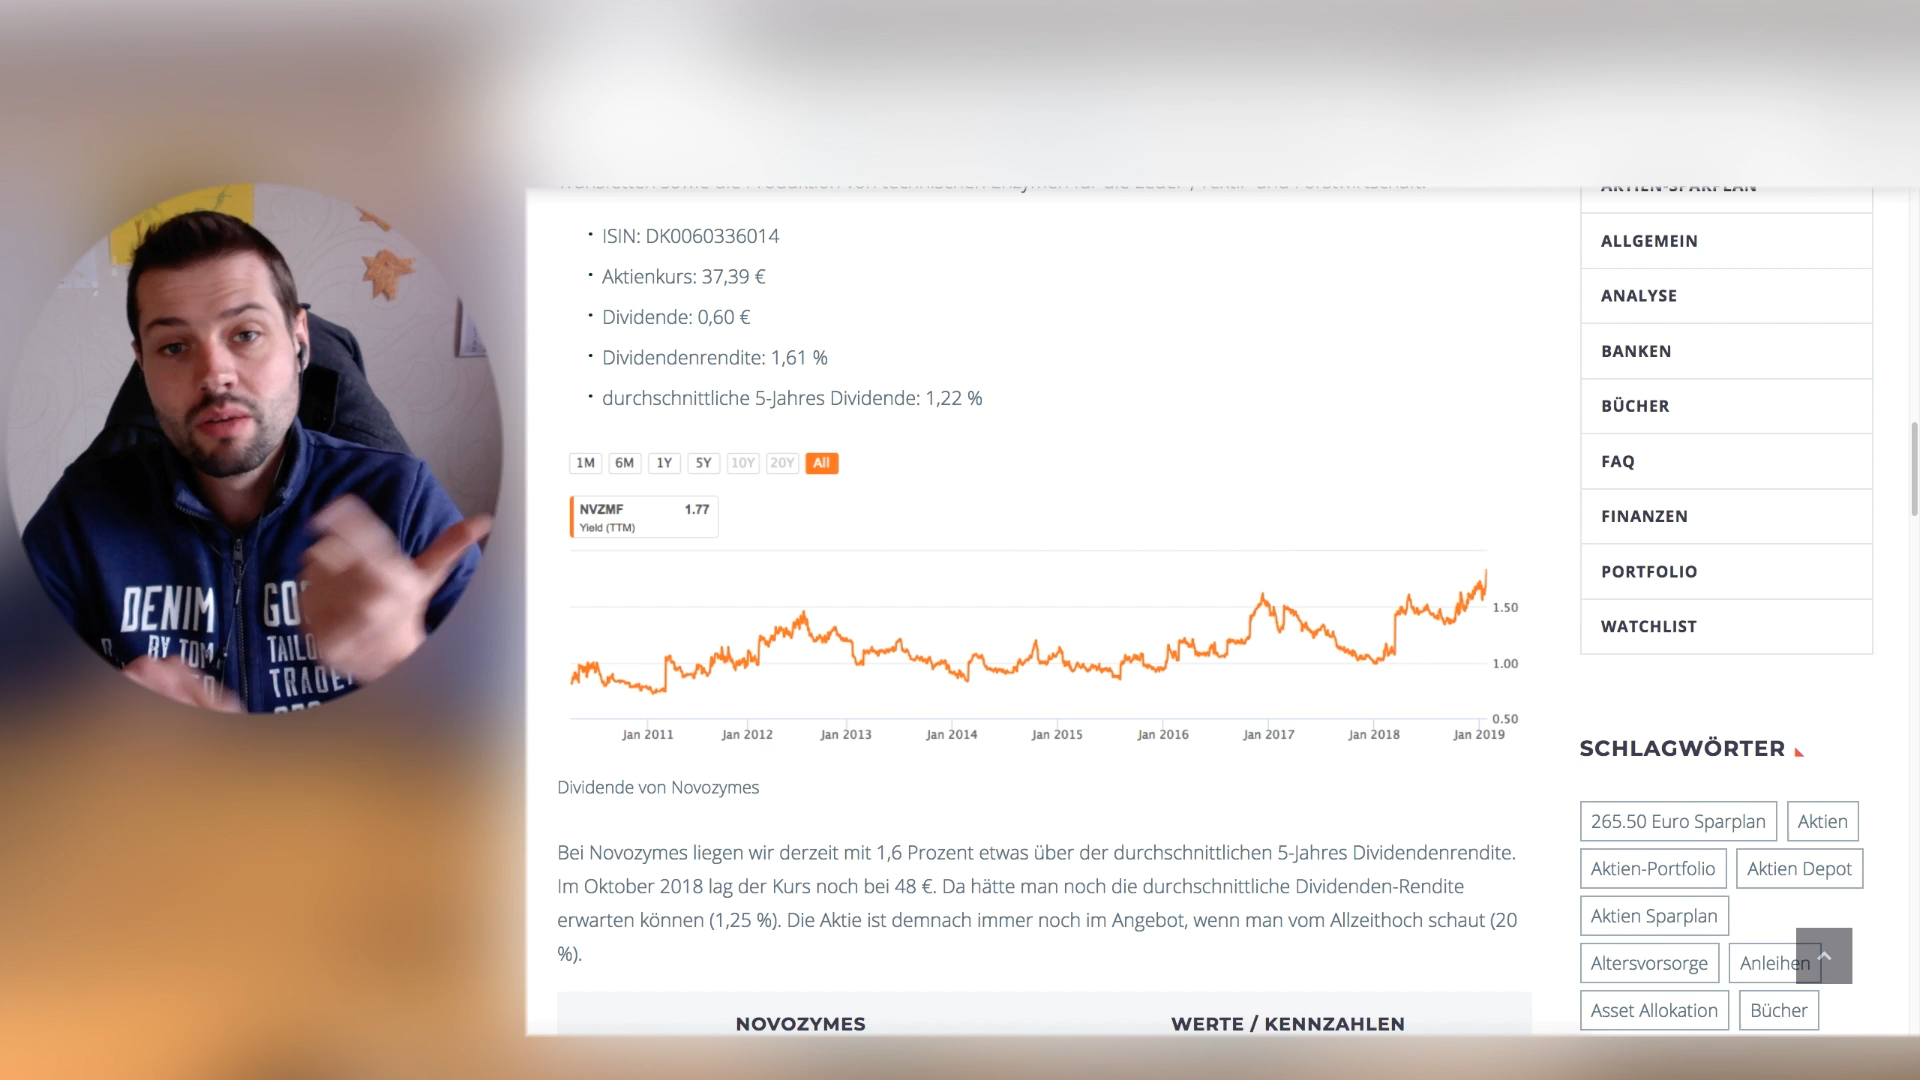 ISIN: DK0060336014
Aktienkurs: 37,39 €
Dividende: 0,60 €
Dividendenrendite: 1,61 %
durchschnittliche 5-Jahres Dividende: 1,22 %
1M 6M 1Y 5Y 10Y 20Y All
NVZMF 1.77
Yield (TTM)
1.50
1.00
0.50
Jan 2011 Jan 2012 Jan 2013 Jan 2014 Jan 2015 Jan 2016 Jan 2017 Jan 2018 Jan 2019
Dividende von Novozymes
Bei Novozymes liegen wir derzeit mit 1,6 Prozent etwas über der durchschnittlichen 5-Jahres Dividendenrendite.
Im Oktober 2018 lag der Kurs noch bei 48 €. Da hätte man noch die durchschnittliche Dividenden-Rendite
erwarten können (1,25 %). Die Aktie ist demnach immer noch im Angebot, wenn man vom Allzeithoch schaut (20
%).
NOVOZYMES WERTE / KENNZAHLEN
AKTIEN-SPARPLAN
ALLGEMEIN
ANALYSE
BANKEN
BÜCHER
FAQ
FINANZEN
PORTFOLIO
WATCHLIST
SCHLAGWÖRTER
265.50 Euro Sparplan Aktien
Aktien-Portfolio Aktien Depot
Aktien Sparplan
Altersvorsorge Anleihen
Asset Allokation Bücher
DENIM
BY TOM